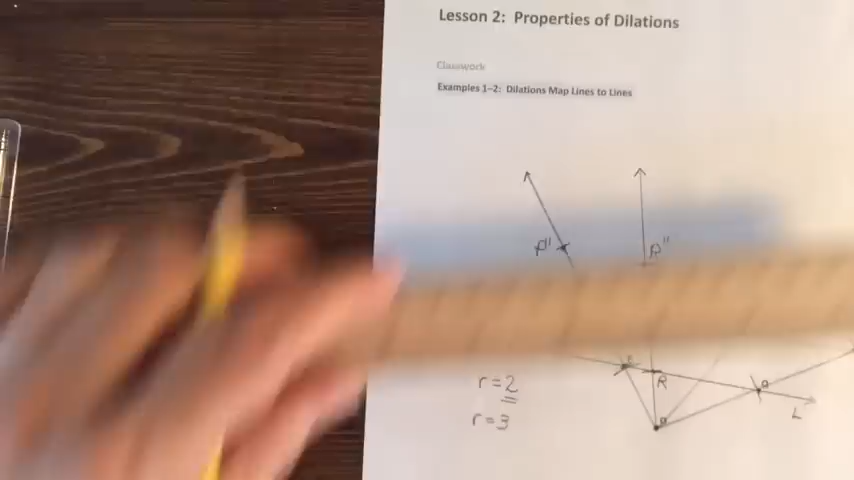 Lesson 2: Properties of Dilations
Classwork
Examples 1–2: Dilations Map Lines to Lines
P" R"
r=2
r=3
R
Q
L